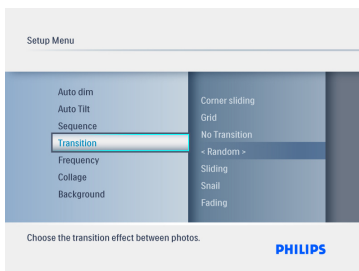 Setup Menu
Auto dim
Auto Tilt
Sequence
Transition
Frequency
Collage
Background
Corner sliding
Grid
No Transition
< Random >
Sliding
Snail
Fading
Choose the transition effect between photos.
PHILIPS